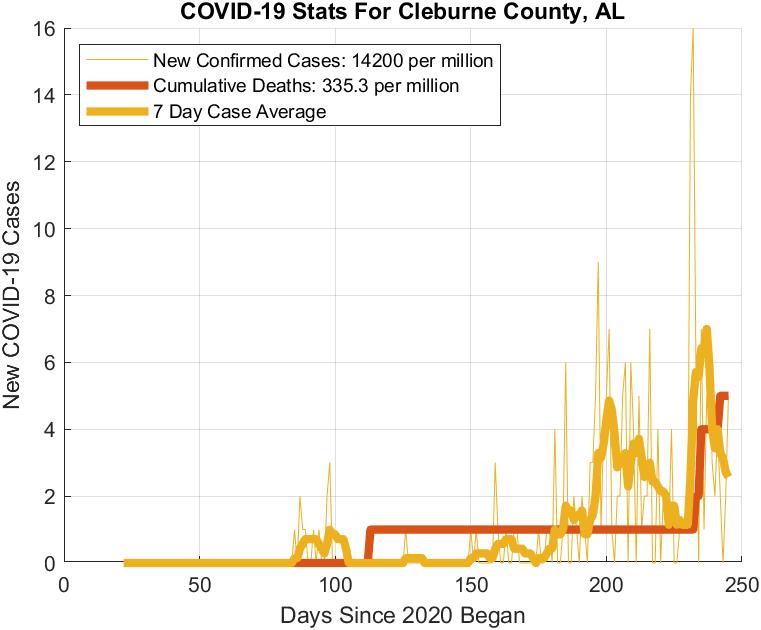 COVID-19 Stats For Cleburne County, AL
New Confirmed Cases: 14200 per million
Cumulative Deaths: 335.3 per million
7 Day Case Average
New COVID-19 Cases
16
14
12
10
8
6
4
2
0
0 50 100 150 200 250
Days Since 2020 Began